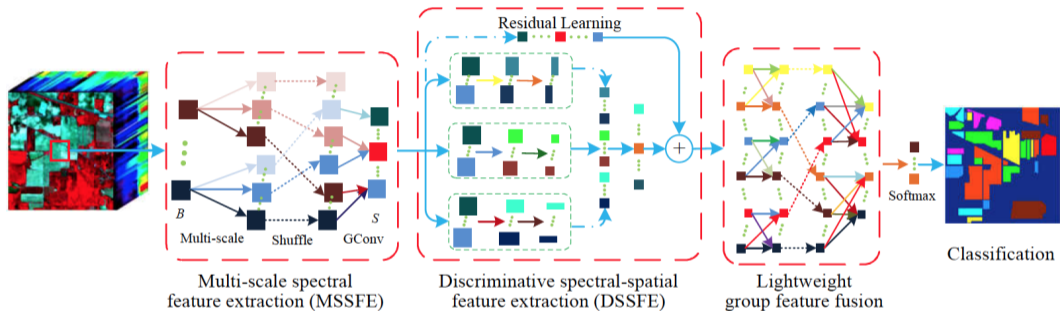 Residual Learning
B
S
Multi-scale
Shuffle
GConv
+
Softmax
Classification
Multi-scale spectral
feature extraction (MSSFE)
Discriminative spectral-spatial
feature extraction (DSSFE)
Lightweight
group feature fusion